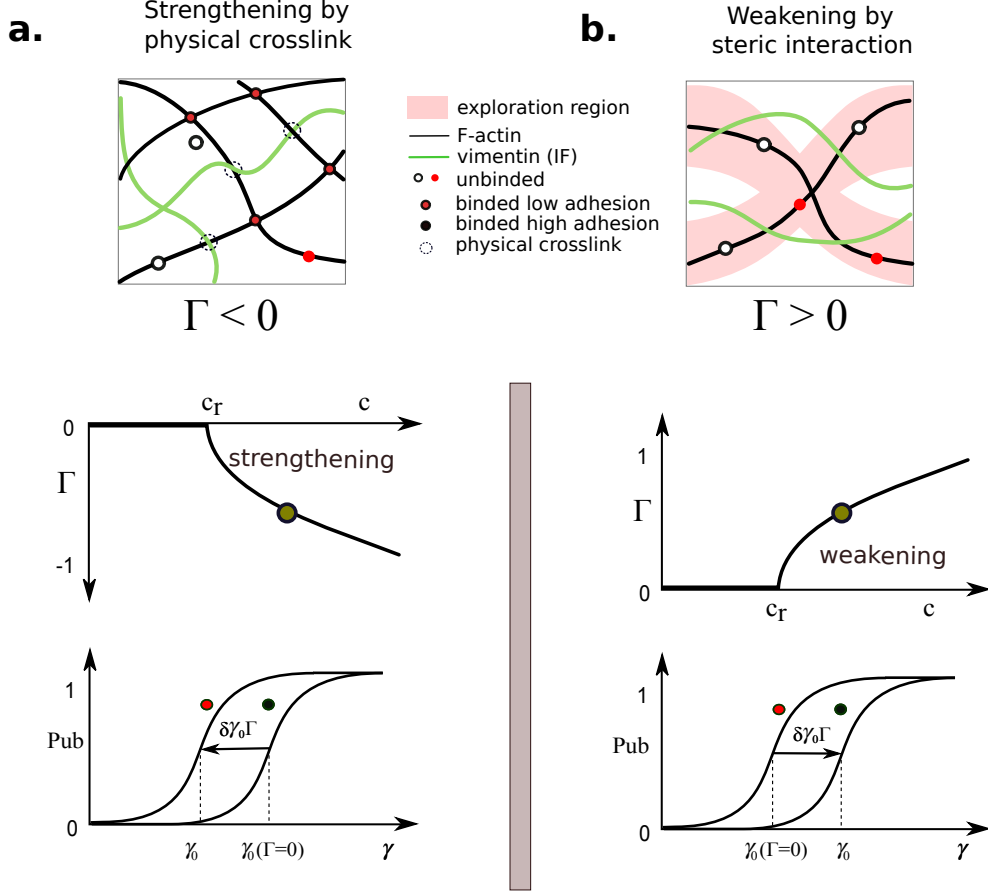 a.
Strengthening by
physical crosslink
Γ < 0
b.
Weakening by
steric interaction
Γ > 0
exploration region
F-actin
vimentin (IF)
unbinded
binded low adhesion
binded high adhesion
physical crosslink
0
c_r
c
Γ
strengthening
-1
1
Γ
weakening
0
c_r
c
1
δγ₀Γ
Pub
0
γ₀
γ₀(Γ=0)
γ
1
δγ₀Γ
Pub
0
γ₀(Γ=0)
γ₀
γ